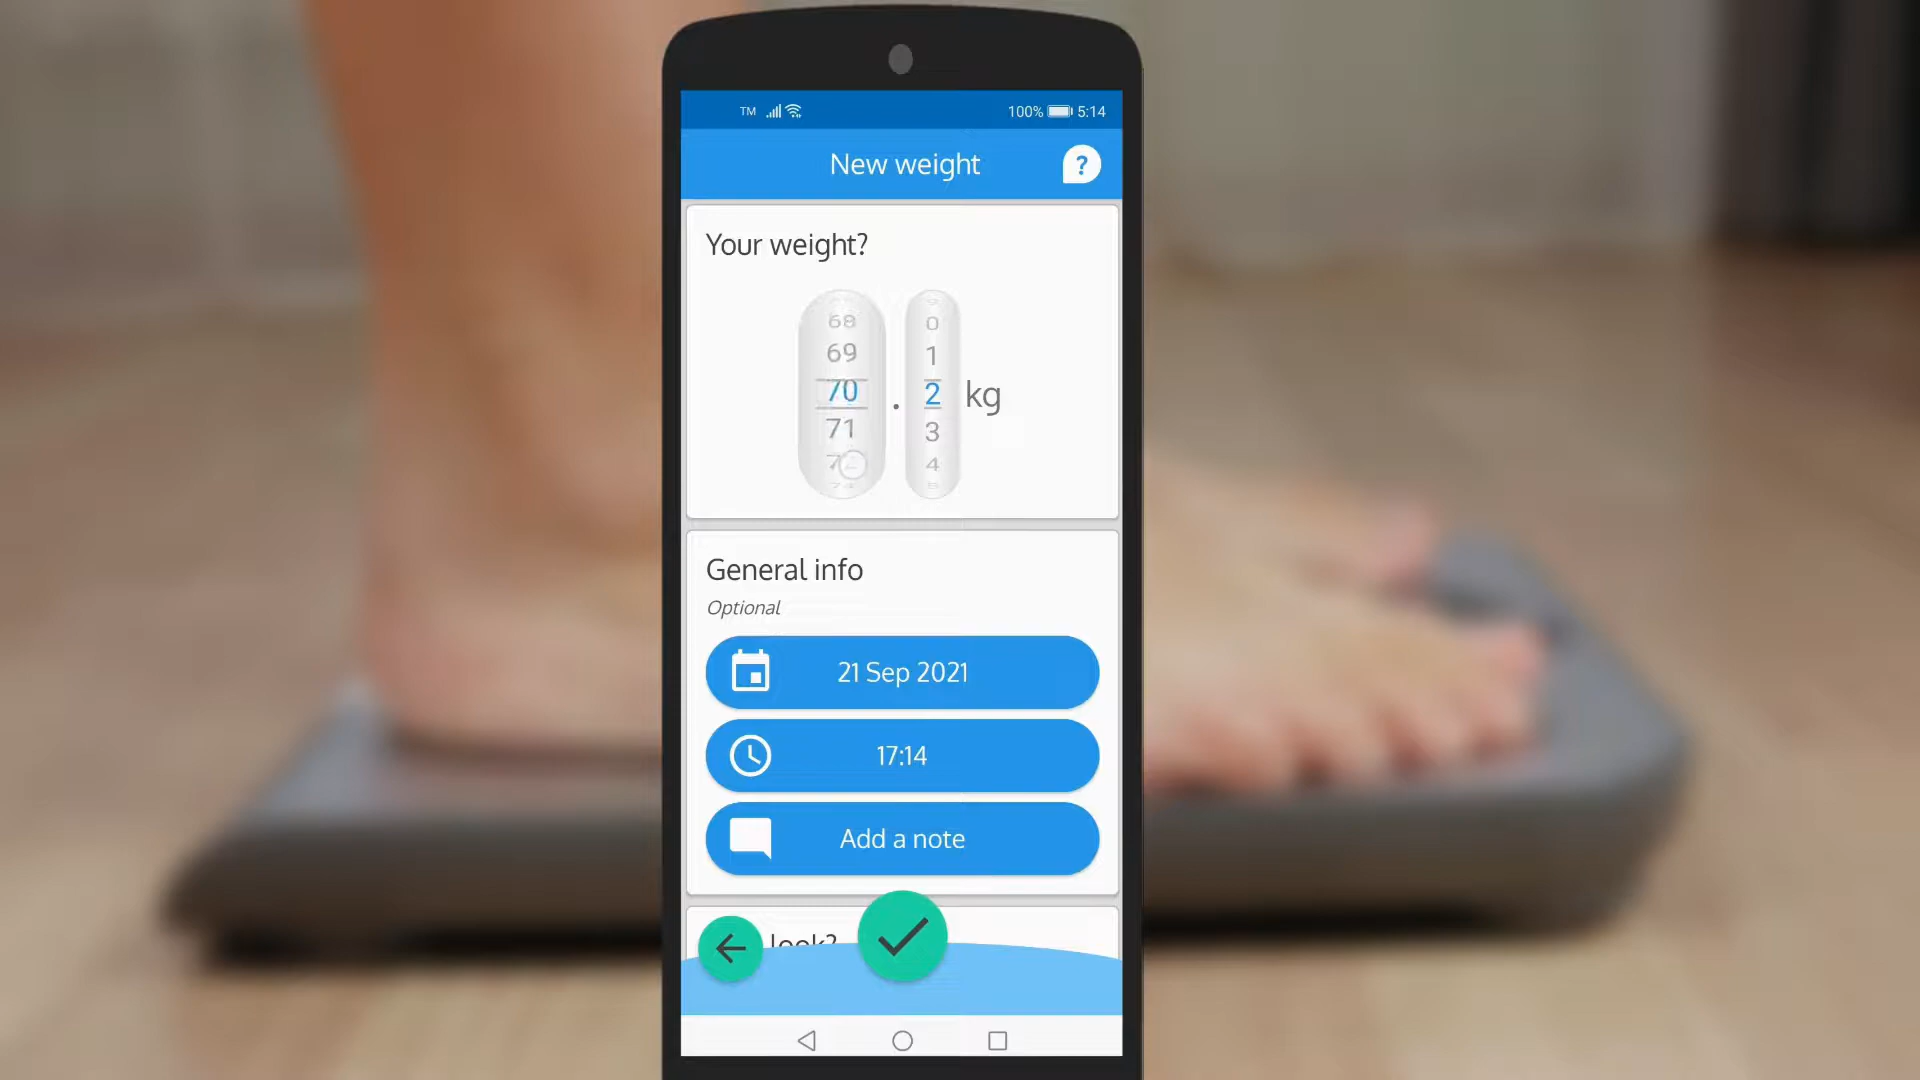 TM 100% 5:14
New weight ?
Your weight?
68 0
69 1
70 . 2 kg
71 3
4
General info
Optional
21 Sep 2021
17:14
Add a note
look?